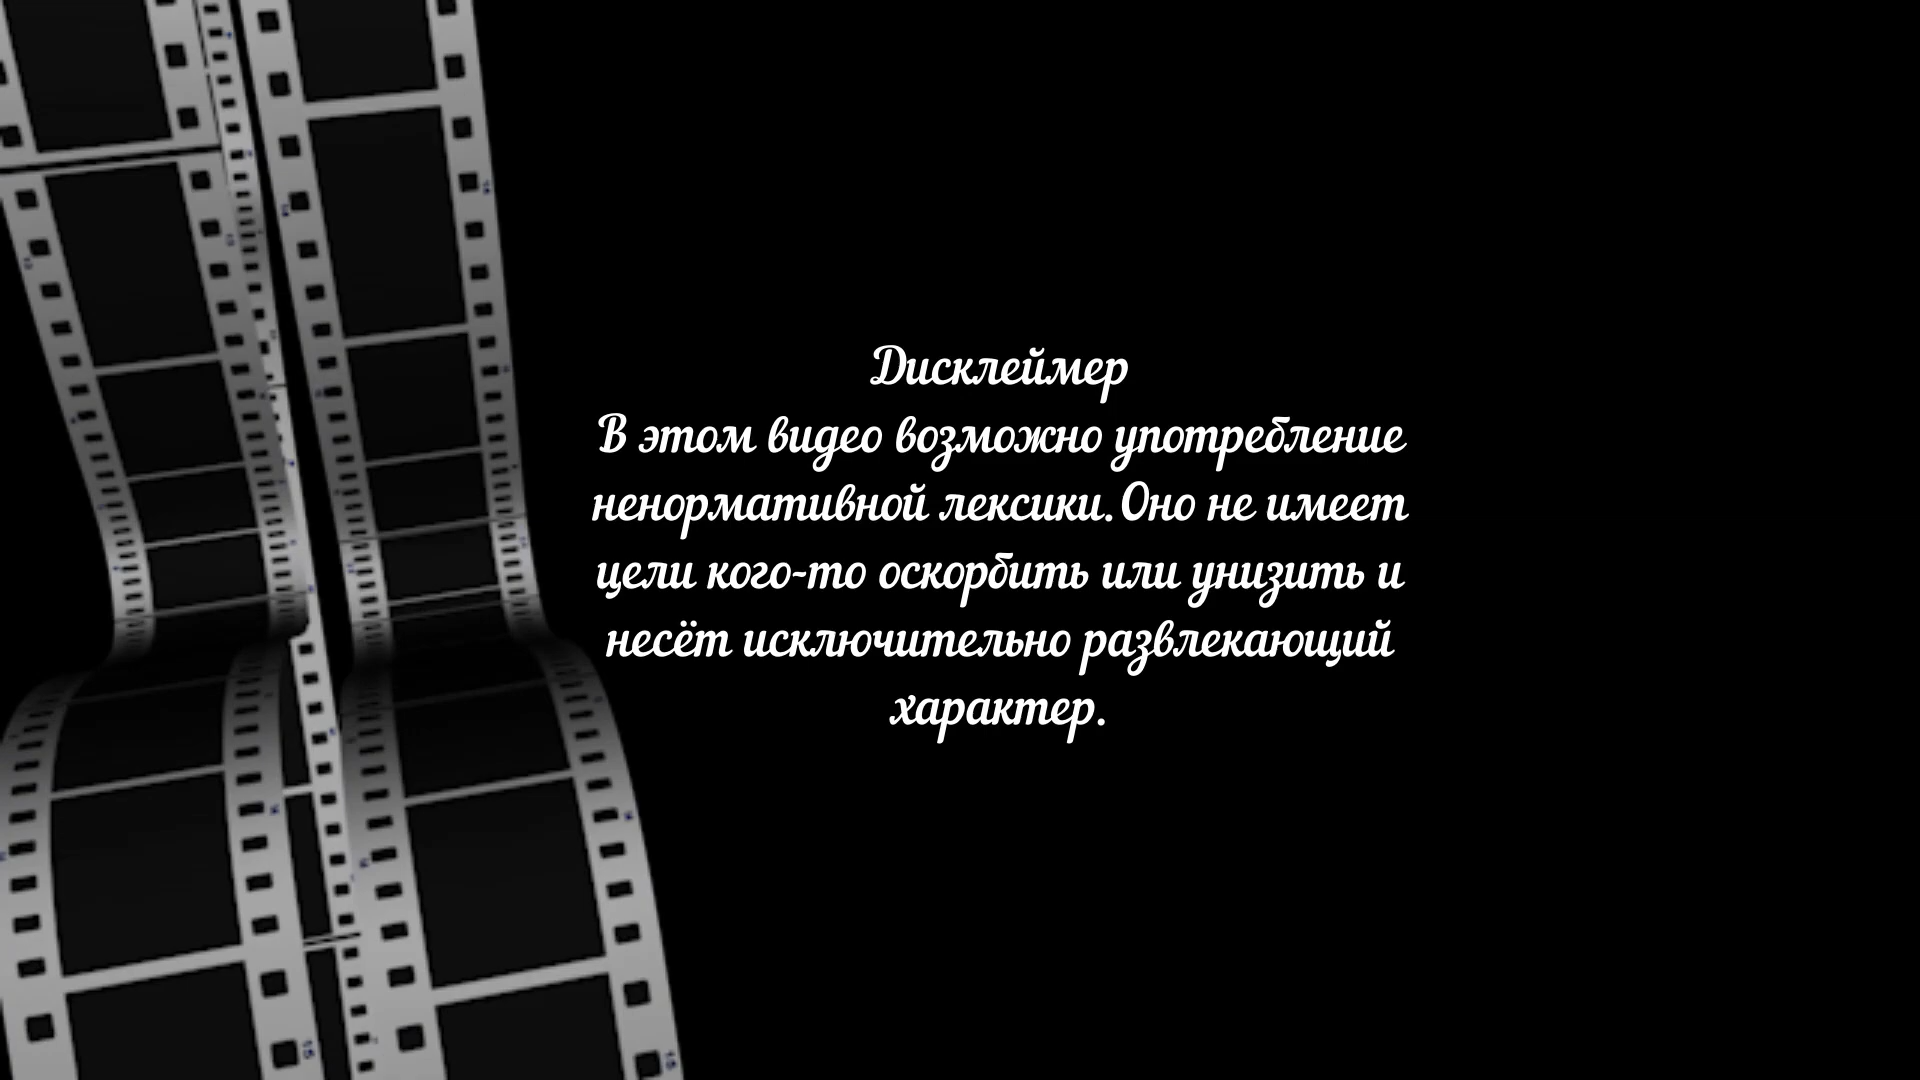 Дисклеймер
В этом видео возможно употребление
ненормативной лексики.Оно не имеет
цели кого-то оскорбить или унизить и
несёт исключительно развлекающий
характер.